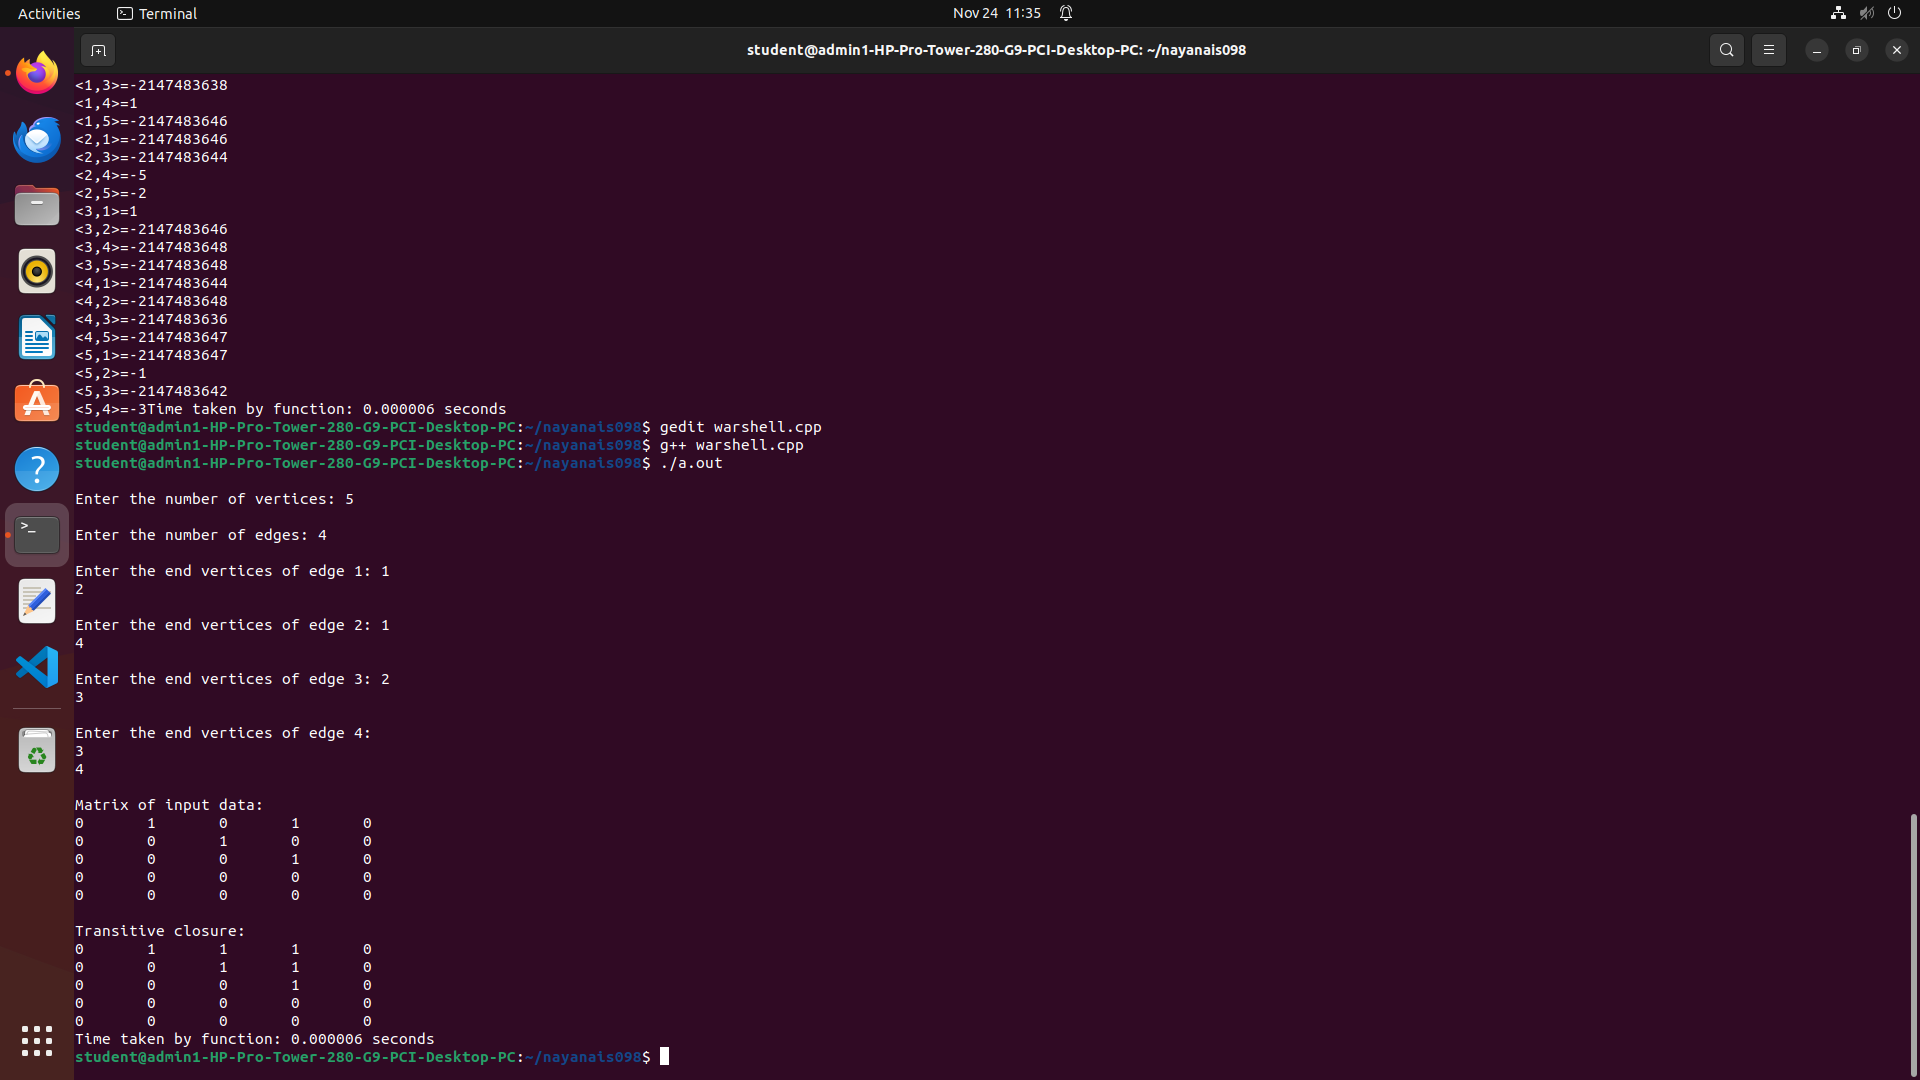 Activities
Terminal
Nov 24 11:35
student@admin1-HP-Pro-Tower-280-G9-PCI-Desktop-PC: ~/nayanais098
<1,3>=-2147483638
<1,4>=1
<1,5>=-2147483646
<2,1>=-2147483646
<2,3>=-2147483644
<2,4>=-5
<2,5>=-2
<3,1>=1
<3,2>=-2147483646
<3,4>=-2147483648
<3,5>=-2147483648
<4,1>=-2147483644
<4,2>=-2147483648
<4,3>=-2147483636
<4,5>=-2147483647
<5,1>=-2147483647
<5,2>=-1
<5,3>=-2147483642
<5,4>=-3Time taken by function: 0.000006 seconds
student@admin1-HP-Pro-Tower-280-G9-PCI-Desktop-PC:~/nayanais098$ gedit warshell.cpp
student@admin1-HP-Pro-Tower-280-G9-PCI-Desktop-PC:~/nayanais098$ g++ warshell.cpp
student@admin1-HP-Pro-Tower-280-G9-PCI-Desktop-PC:~/nayanais098$ ./a.out
Enter the number of vertices: 5
Enter the number of edges: 4
Enter the end vertices of edge 1: 1
2
Enter the end vertices of edge 2: 1
4
Enter the end vertices of edge 3: 2
3
Enter the end vertices of edge 4:
3
4
Matrix of input data:
0 1 0 1 0
0 0 1 0 0
0 0 0 1 0
0 0 0 0 0
0 0 0 0 0
Transitive closure:
0 1 1 1 0
0 0 1 1 0
0 0 0 1 0
0 0 0 0 0
0 0 0 0 0
Time taken by function: 0.000006 seconds
student@admin1-HP-Pro-Tower-280-G9-PCI-Desktop-PC:~/nayanais098$